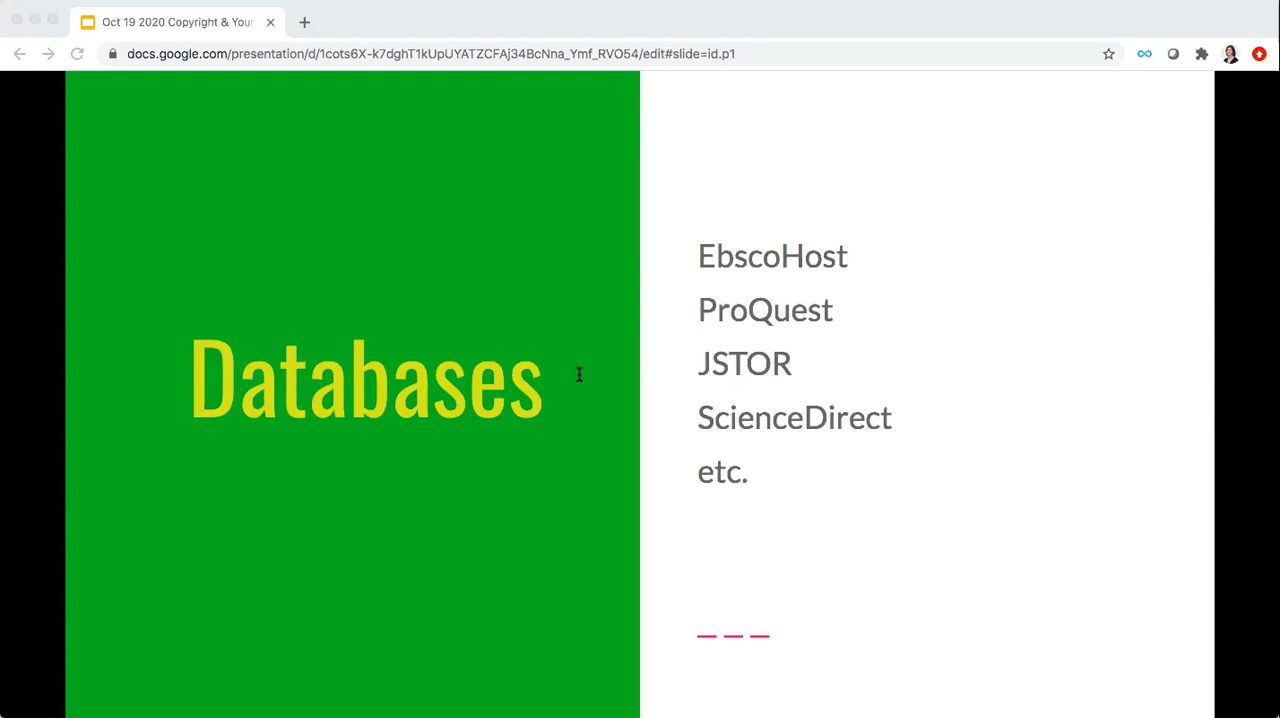 Oct 19 2020 Copyright & Your
docs.google.com/presentation/d/1cots6X-k7dghT1kUpUYATZCFAj34BcNna_Ymf_RVO54/edit#slide=id.p1
Databases
EbscoHost
ProQuest
JSTOR
ScienceDirect
etc.